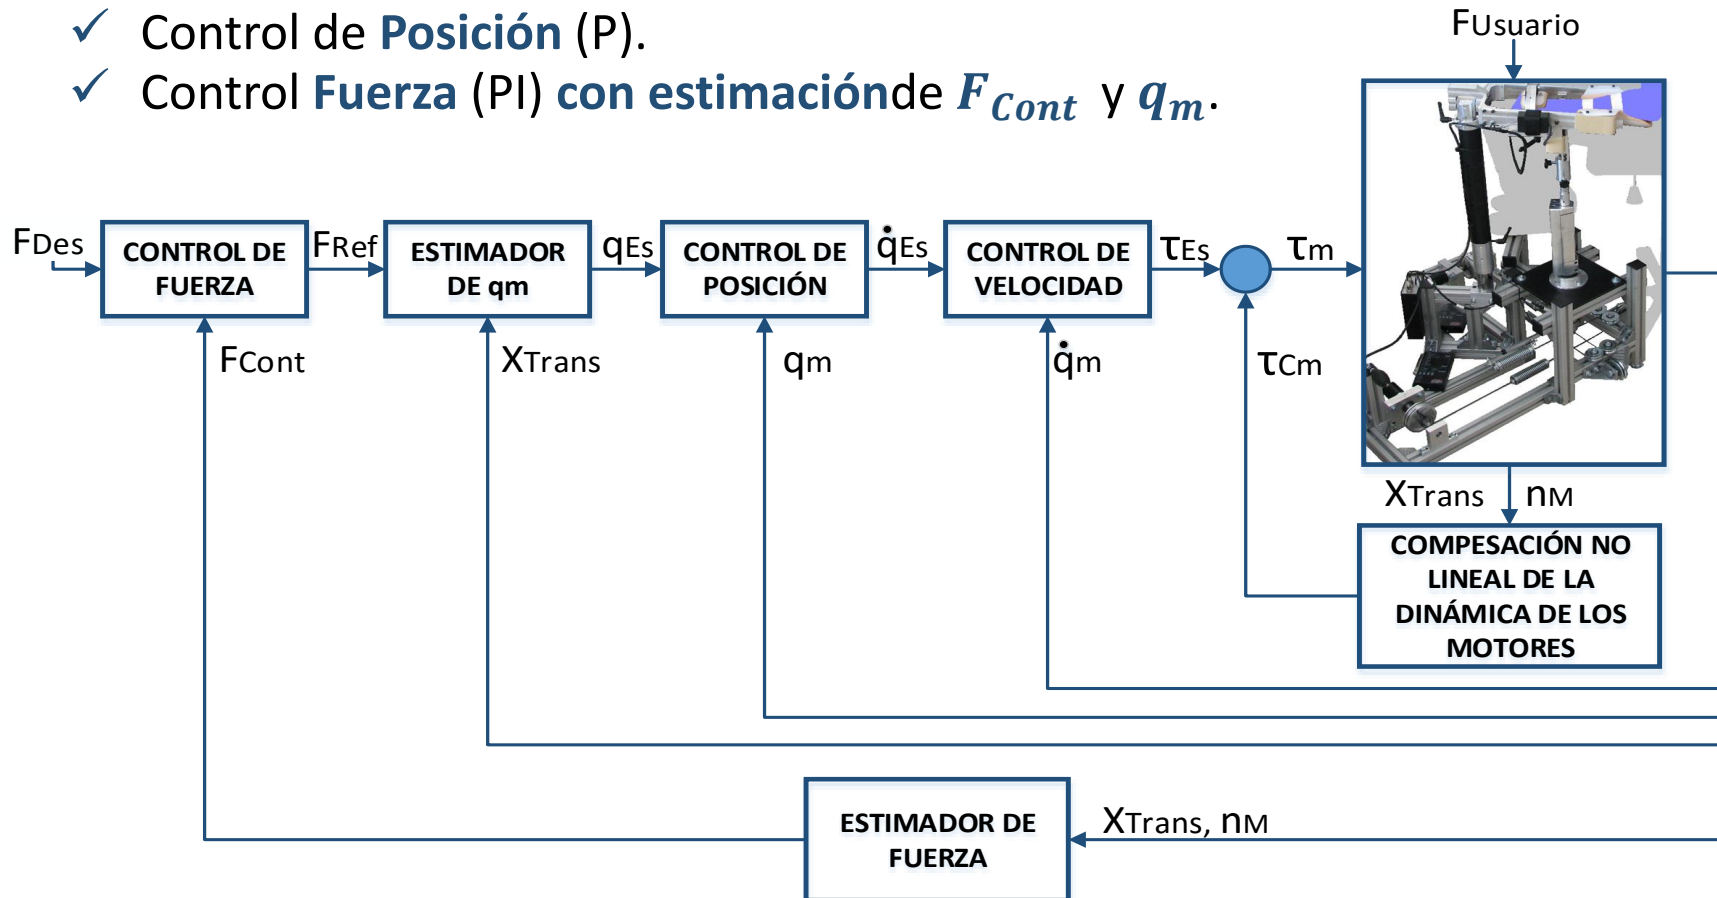 ✓ Control de Posición (P).
✓ Control Fuerza (PI) con estimaciónde F_Cont y q_m.
FUsuario
FDes
CONTROL DE
FUERZA
FRef
ESTIMADOR
DE qm
qEs
CONTROL DE
POSICIÓN
q̇Es
CONTROL DE
VELOCIDAD
τEs
τm
FCont
XTrans
qm
q̇m
τCm
XTrans nM
COMPESACIÓN NO
LINEAL DE LA
DINÁMICA DE LOS
MOTORES
ESTIMADOR DE
FUERZA
XTrans, nM